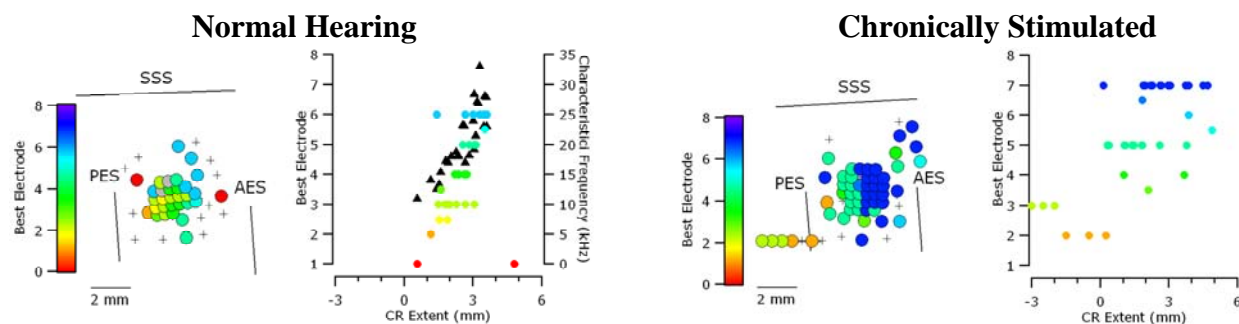 Normal Hearing
SSS
8
6
4
2
0
Best Electrode
PES
AES
2 mm
8
7
6
5
4
3
2
1
Best Electrode
35
30
25
20
15
10
5
0
Characteristid Frequency (kHz)
-3
0
3
6
CR Extent (mm)
Chronically Stimulated
SSS
8
6
4
2
0
Best Electrode
PES
AES
2 mm
8
7
6
5
4
3
2
1
Best Electrode
-3
0
3
6
CR Extent (mm)